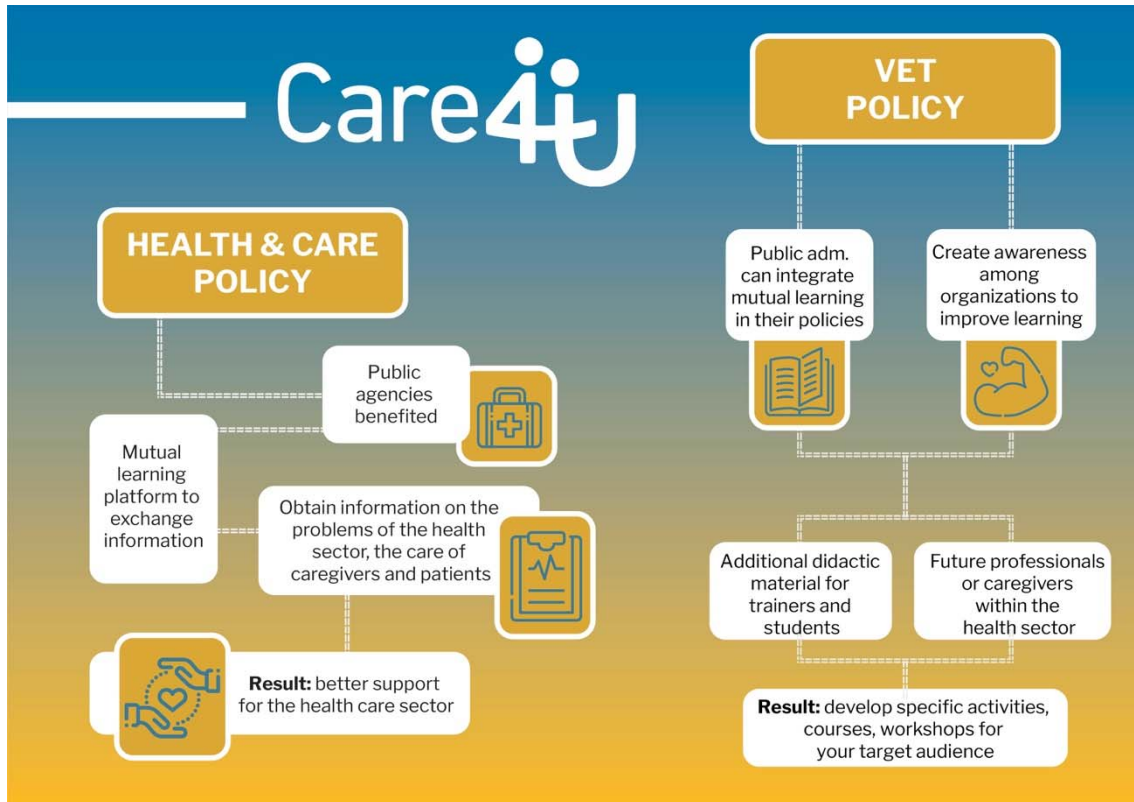 Care4U
HEALTH & CARE
POLICY
Public
agencies
benefited
Mutual
learning
platform to
exchange
information
Obtain information on the
problems of the health
sector, the care of
caregivers and patients
Result: better support
for the health care sector
VET
POLICY
Public adm.
can integrate
mutual learning
in their policies
Create awareness
among
organizations to
improve learning
Additional didactic
material for
trainers and
students
Future professionals
or caregivers
within the
health sector
Result: develop specific activities,
courses, workshops for
your target audience